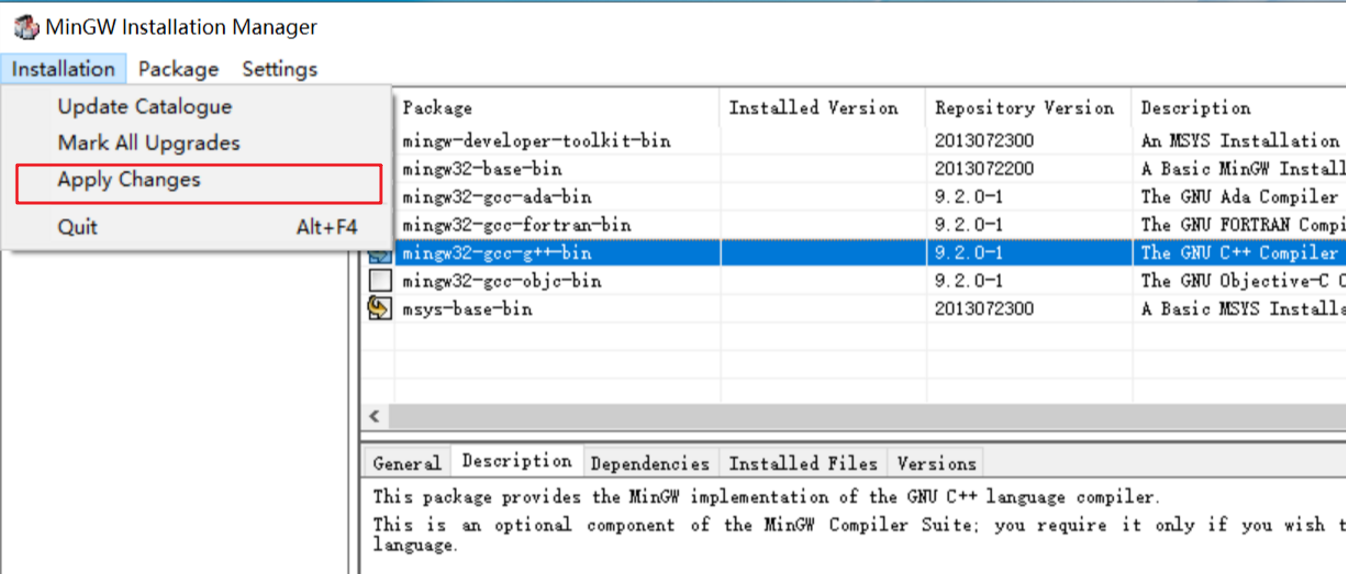 MinGW Installation Manager
Installation Package Settings
Update Catalogue
Mark All Upgrades
Apply Changes
Quit Alt+F4
Package Installed Version Repository Version Description
mingw-developer-toolkit-bin 2013072300 An MSYS Installation
mingw32-base-bin 2013072200 A Basic MinGW Install
mingw32-gcc-ada-bin 9.2.0-1 The GNU Ada Compiler
mingw32-gcc-fortran-bin 9.2.0-1 The GNU FORTRAN Compi
mingw32-gcc-g++-bin 9.2.0-1 The GNU C++ Compiler
mingw32-gcc-objc-bin 9.2.0-1 The GNU Objective-C C
msys-base-bin 2013072300 A Basic MSYS Installa
General Description Dependencies Installed Files Versions
This package provides the MinGW implementation of the GNU C++ language compiler.
This is an optional component of the MinGW Compiler Suite; you require it only if you wish t
language.